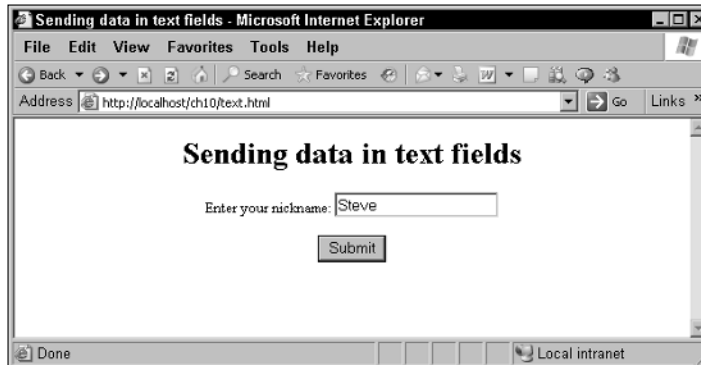 Sending data in text fields - Microsoft Internet Explorer
File Edit View Favorites Tools Help
Back Search Favorites W
Address http://localhost/ch10/text.html Go Links »
Sending data in text fields
Enter your nickname: Steve
Submit
Done Local intranet